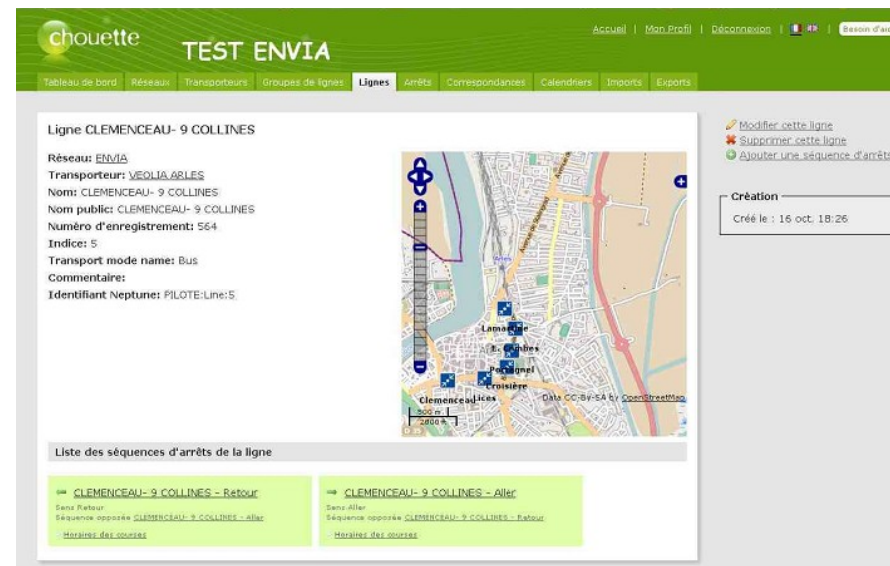 chouette
TEST ENVIA
Accueil | Mon Profil | Déconnexion | | Besoin d'ai
Tableau de bord Réseaux Transporteurs Groupes de lignes Lignes Arrêts Correspondances Calendriers Imports Exports
Ligne CLEMENCEAU- 9 COLLINES
Réseau: ENVIA
Transporteur: VEOLIA ARLES
Nom: CLEMENCEAU- 9 COLLINES
Nom public: CLEMENCEAU- 9 COLLINES
Numéro d'enregistrement: 564
Indice: 5
Transport mode name: Bus
Commentaire:
Identifiant Neptune: PILOTE:Line:5
Arles
Lamartine
Portagnel
Croisière
Clemenceau
Lices
500 m
2000 ft
Data CC-By-SA by OpenStreetMap
Modifier cette ligne
Supprimer cette ligne
Ajouter une séquence d'arrêts
Création
Créé le : 16 oct. 18:26
Liste des séquences d'arrêts de la ligne
CLEMENCEAU- 9 COLLINES - Retour
Sens Retour
Séquence opposée CLEMENCEAU- 9 COLLINES - Aller
Horaires des courses
CLEMENCEAU- 9 COLLINES - Aller
Sens Aller
Séquence opposée CLEMENCEAU- 9 COLLINES - Retour
Horaires des courses